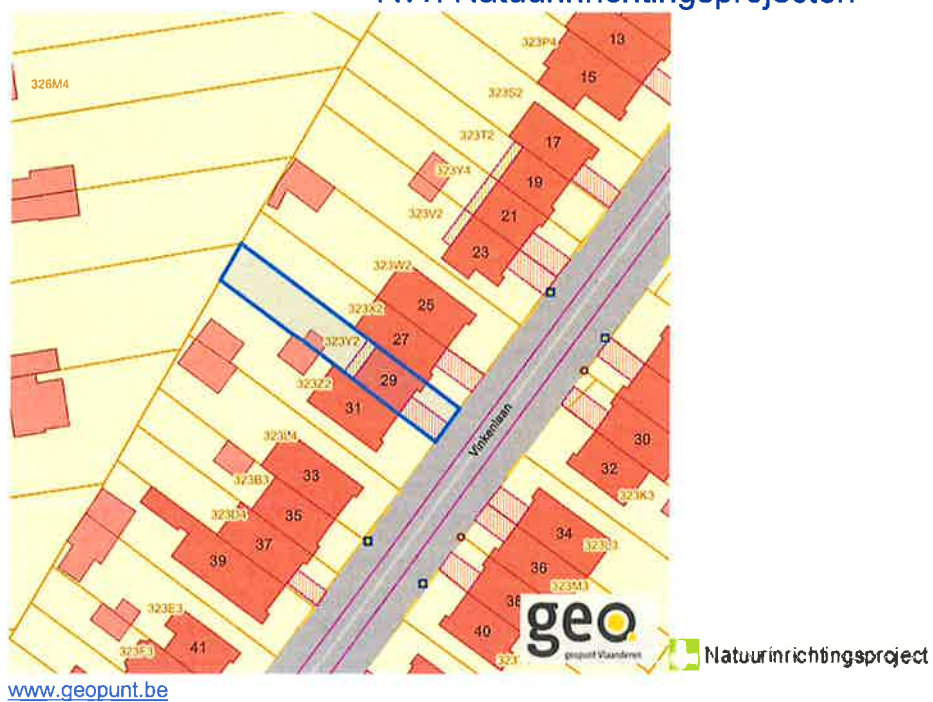 13
323P4
15
326M4
323S2
323T2
17
323Y4
19
323V2
21
23
323W2
25
323X2
27
323Y2
29
323Z2
31
Vinkenlaan
30
32
323K3
33
323B3
35
323D4
37
39
34
36
323M3
40
323E3
41
323F3
geo
geopunt Vlaanderen
Natuurinrichtingsproject
www.geopunt.be